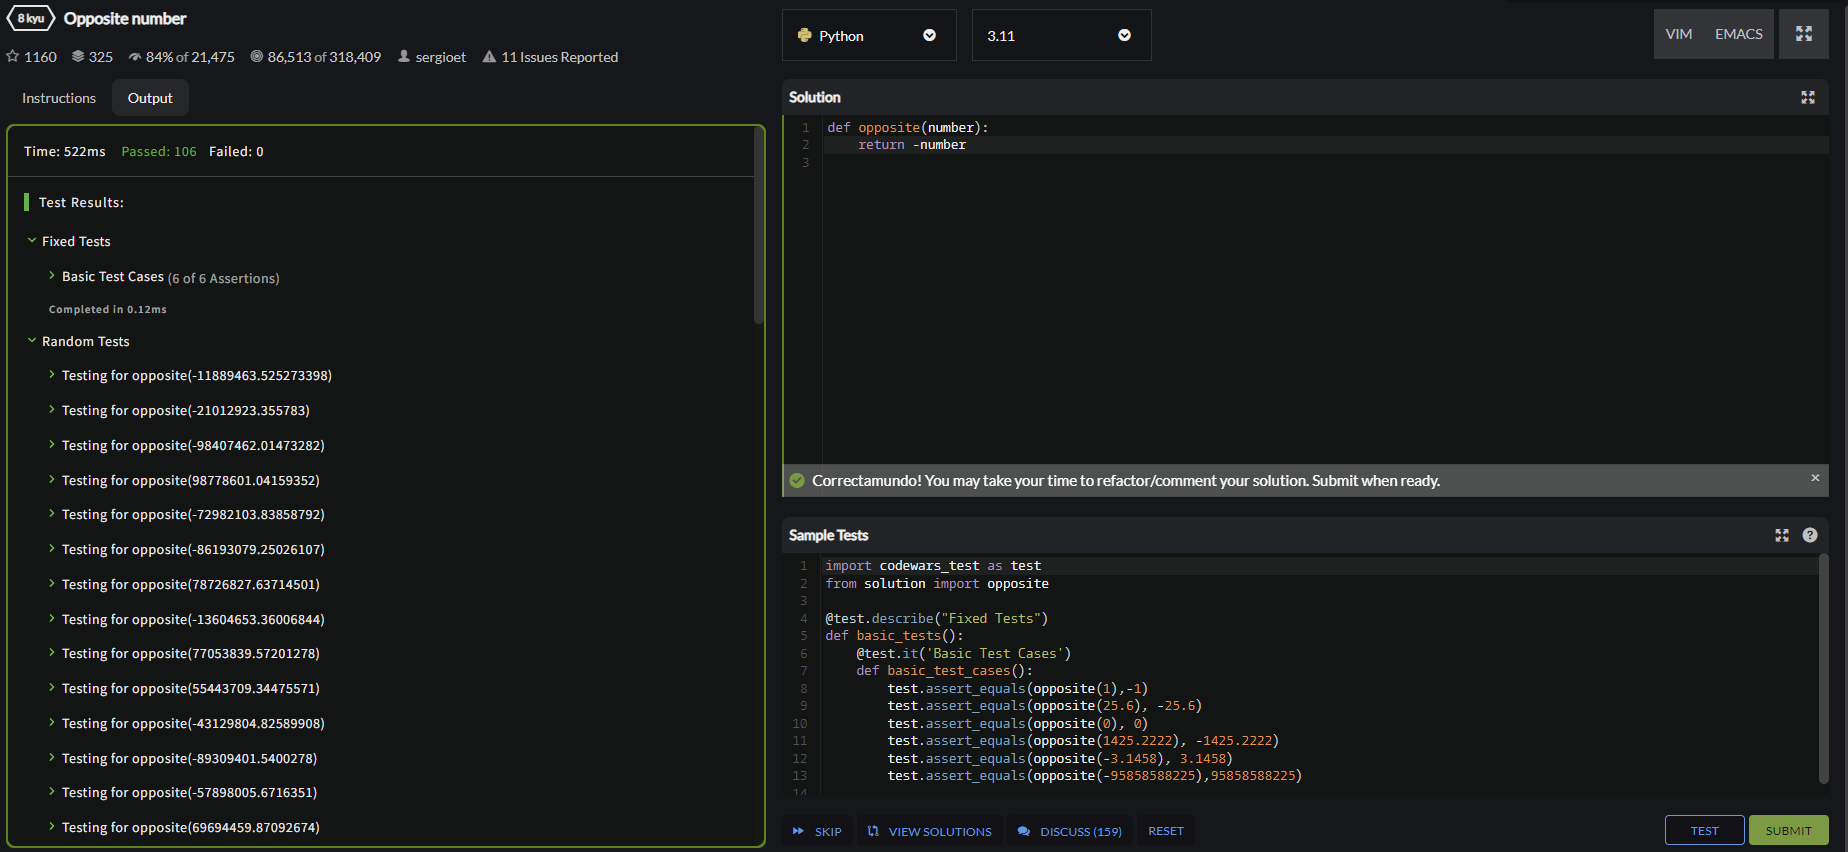 8 kyu Opposite number
1160 325 84% of 21,475 86,513 of 318,409 sergioet 11 Issues Reported
Instructions Output
Time: 522ms Passed: 106 Failed: 0
Test Results:
Fixed Tests
Basic Test Cases (6 of 6 Assertions)
Completed in 0.12ms
Random Tests
Testing for opposite(-11889463.525273398)
Testing for opposite(-21012923.355783)
Testing for opposite(-98407462.01473282)
Testing for opposite(98778601.04159352)
Testing for opposite(-72982103.83858792)
Testing for opposite(-86193079.25026107)
Testing for opposite(78726827.63714501)
Testing for opposite(-13604653.36006844)
Testing for opposite(77053839.57201278)
Testing for opposite(55443709.34475571)
Testing for opposite(-43129804.82589908)
Testing for opposite(-89309401.5400278)
Testing for opposite(-57898005.6716351)
Testing for opposite(69694459.87092674)
Python 3.11 VIM EMACS
Solution
1 def opposite(number):
2     return -number
3
Correctamundo! You may take your time to refactor/comment your solution. Submit when ready.
Sample Tests
1 import codewars_test as test
2 from solution import opposite
3
4 @test.describe("Fixed Tests")
5 def basic_tests():
6     @test.it('Basic Test Cases')
7     def basic_test_cases():
8         test.assert_equals(opposite(1),-1)
9         test.assert_equals(opposite(25.6), -25.6)
10         test.assert_equals(opposite(0), 0)
11         test.assert_equals(opposite(1425.2222), -1425.2222)
12         test.assert_equals(opposite(-3.1458), 3.1458)
13         test.assert_equals(opposite(-95858588225),95858588225)
14
SKIP VIEW SOLUTIONS DISCUSS (159) RESET TEST SUBMIT